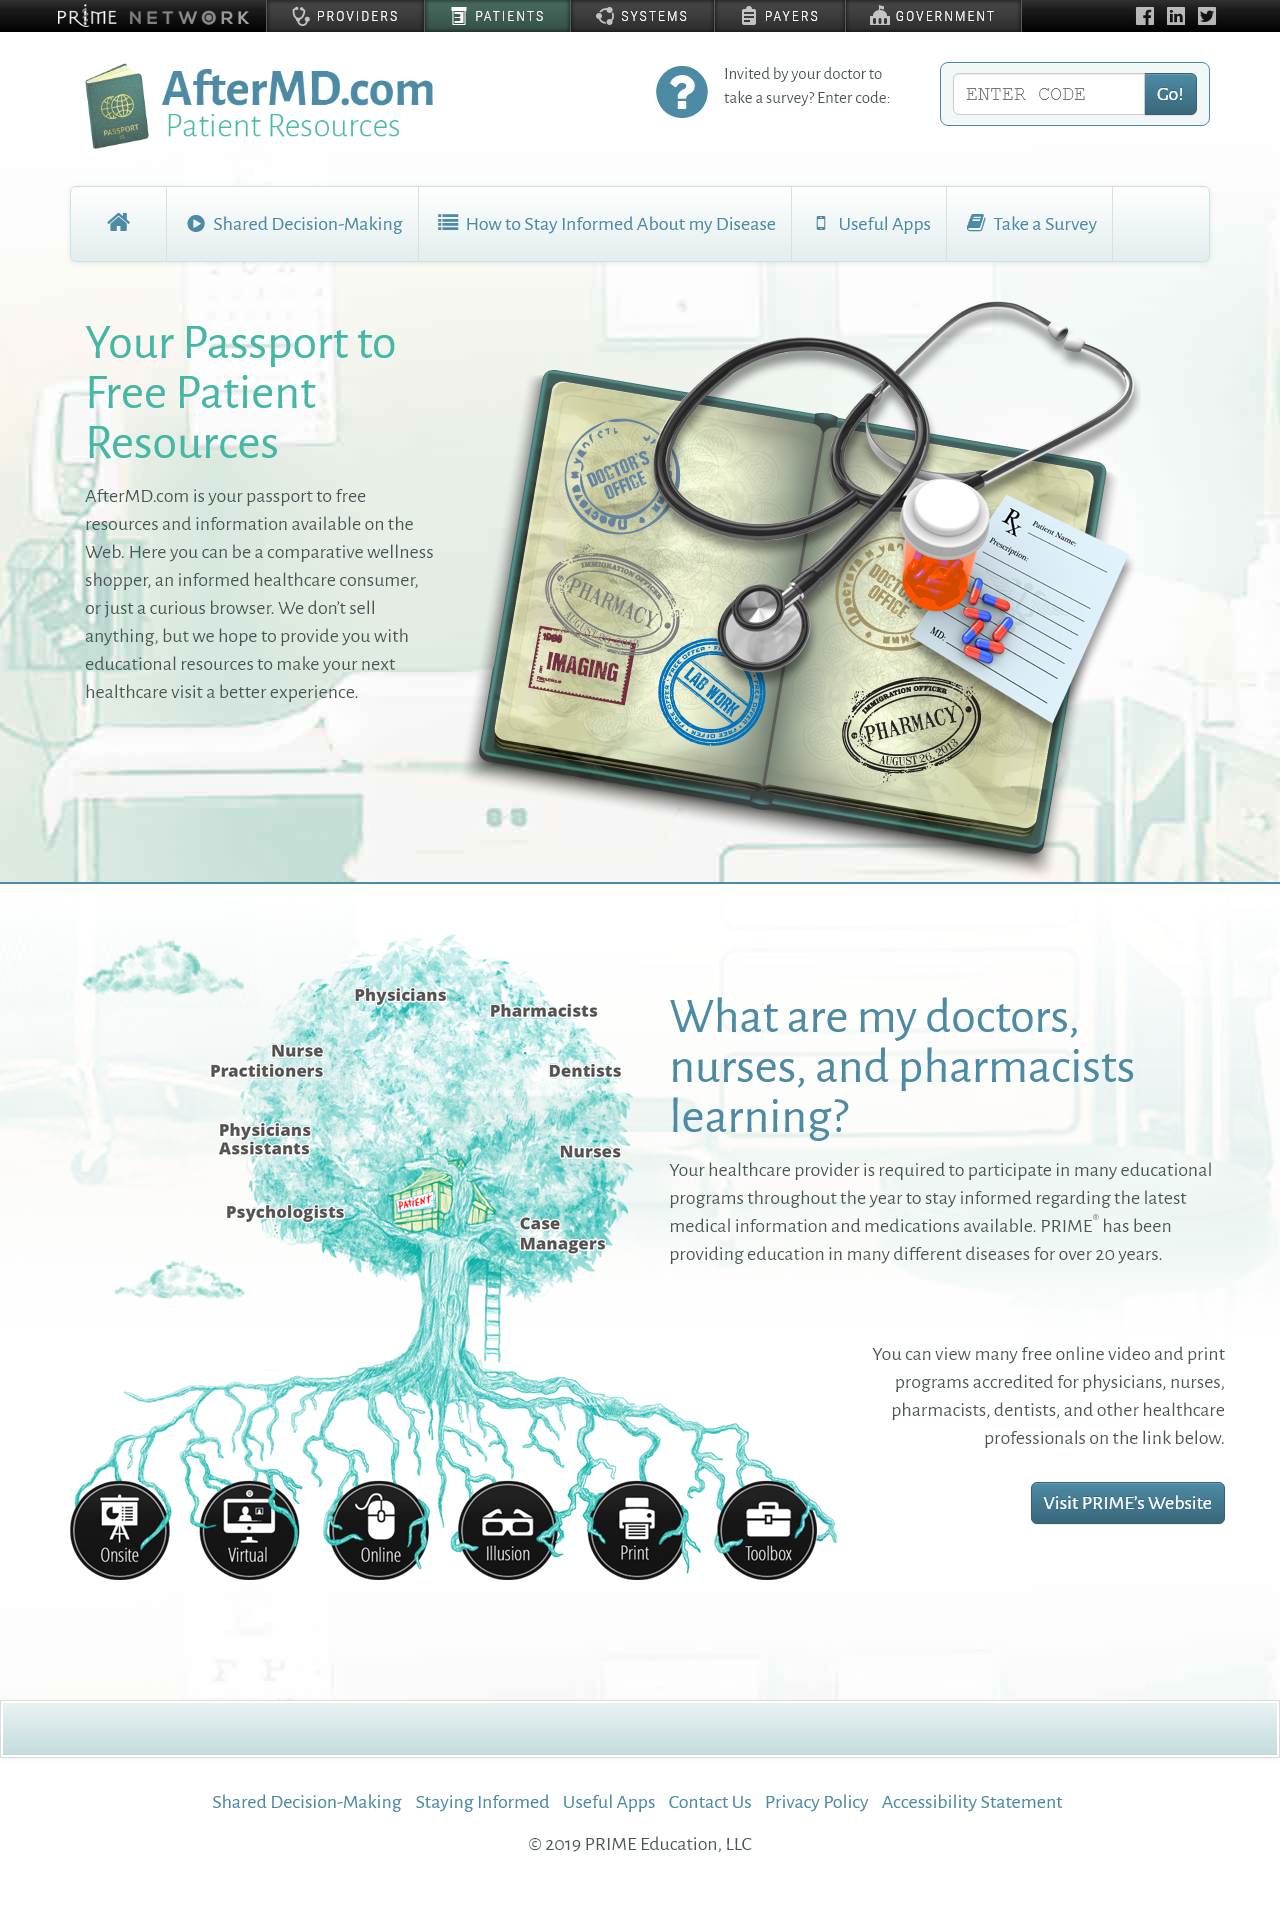 PRIME NETWORK
PROVIDERS
PATIENTS
SYSTEMS
PAYERS
GOVERNMENT
AfterMD.com
Patient Resources
PASSPORT
Invited by your doctor to
take a survey? Enter code:
ENTER CODE
Go!
Shared Decision-Making
How to Stay Informed About my Disease
Useful Apps
Take a Survey
Your Passport to
Free Patient
Resources
AfterMD.com is your passport to free
resources and information available on the
Web. Here you can be a comparative wellness
shopper, an informed healthcare consumer,
or just a curious browser. We don't sell
anything, but we hope to provide you with
educational resources to make your next
healthcare visit a better experience.
DOCTOR'S
OFFICE
IMMIGRATION OFFICER
PHARMACY
1986
IMAGING
LAB WORK
OFFICE
Rx
Patient Name:
Prescription:
MD:
IMMIGRATION OFFICER
PHARMACY
AUGUST 26, 2013
Physicians
Pharmacists
Nurse
Practitioners
Dentists
Physicians
Assistants
Nurses
PATIENT
Psychologists
Case
Managers
What are my doctors,
nurses, and pharmacists
learning?
Your healthcare provider is required to participate in many educational
programs throughout the year to stay informed regarding the latest
medical information and medications available. PRIME® has been
providing education in many different diseases for over 20 years.
You can view many free online video and print
programs accredited for physicians, nurses,
pharmacists, dentists, and other healthcare
professionals on the link below.
Visit PRIME's Website
Onsite
Virtual
Online
Illusion
Print
Toolbox
Shared Decision-Making
Staying Informed
Useful Apps
Contact Us
Privacy Policy
Accessibility Statement
© 2019 PRIME Education, LLC